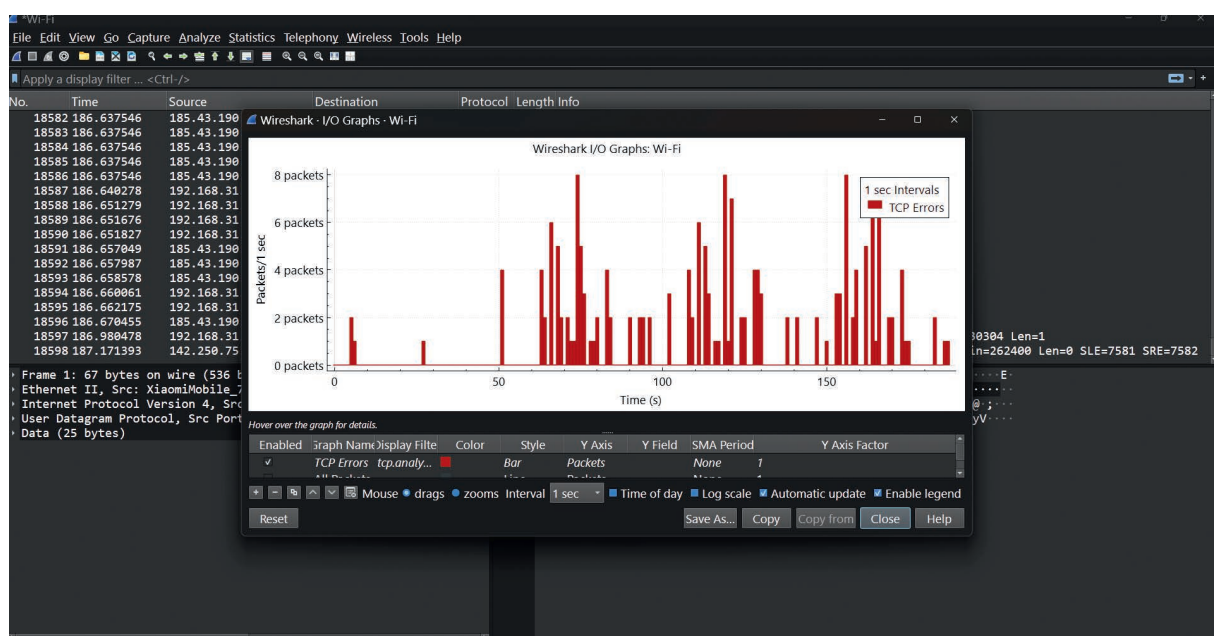 *Wi-Fi
File Edit View Go Capture Analyze Statistics Telephony Wireless Tools Help
Apply a display filter ... <Ctrl-/>
No. Time Source Destination Protocol Length Info
18582 186.637546 185.43.190
18583 186.637546 185.43.190
18584 186.637546 185.43.190
18585 186.637546 185.43.190
18586 186.637546 185.43.190
18587 186.640278 192.168.31
18588 186.651279 192.168.31
18589 186.651676 192.168.31
18590 186.651827 192.168.31
18591 186.657049 185.43.190
18592 186.657987 185.43.190
18593 186.658578 185.43.190
18594 186.660061 192.168.31
18595 186.662175 192.168.31
18596 186.670455 185.43.190
18597 186.980478 192.168.31 30304 Len=1
18598 187.171393 142.250.75 in=262400 Len=0 SLE=7581 SRE=7582
Frame 1: 67 bytes on wire (536 b
Ethernet II, Src: XiaomiMobile_7
Internet Protocol Version 4, Src
User Datagram Protocol, Src Port
Data (25 bytes)
Wireshark · I/O Graphs · Wi-Fi
Wireshark I/O Graphs: Wi-Fi
8 packets
6 packets
4 packets
2 packets
0 packets
Packets/1 sec
1 sec Intervals
TCP Errors
0 50 100 150
Time (s)
Hover over the graph for details.
Enabled Graph Name Display Filte Color Style Y Axis Y Field SMA Period Y Axis Factor
TCP Errors tcp.analy... Bar Packets None 1
Mouse drags zooms Interval 1 sec Time of day Log scale Automatic update Enable legend
Reset Save As... Copy Copy from Close Help